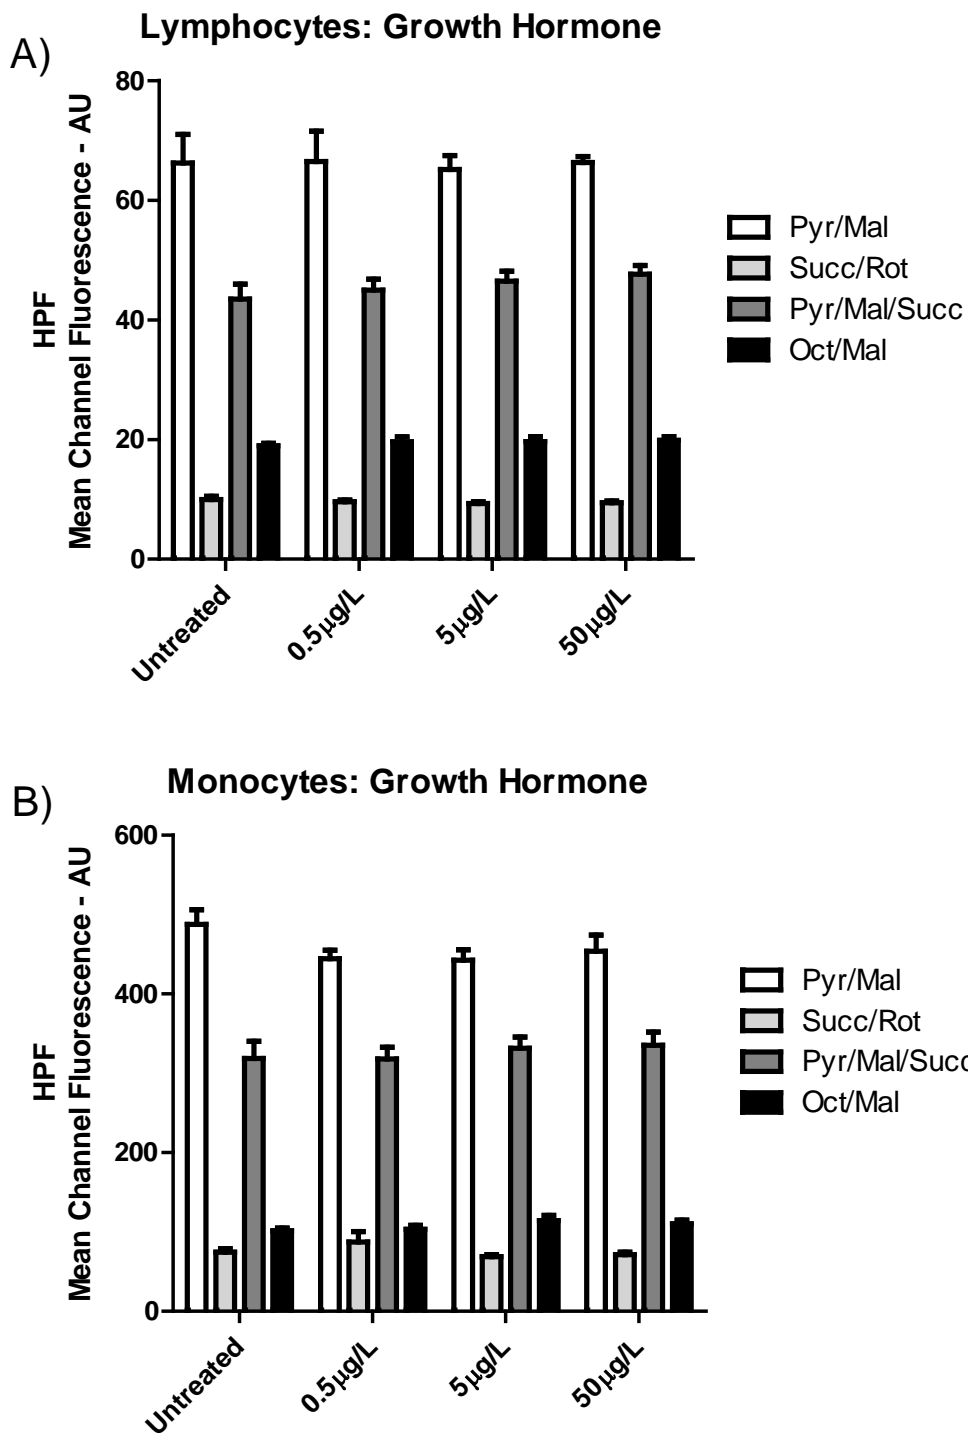 A)
Lymphocytes: Growth Hormone
HPF
Mean Channel Fluorescence - AU
80
60
40
20
0
Untreated
0.5µg/L
5µg/L
50µg/L
Pyr/Mal
Succ/Rot
Pyr/Mal/Succ
Oct/Mal
B)
Monocytes: Growth Hormone
HPF
Mean Channel Fluorescence - AU
600
400
200
0
Untreated
0.5µg/L
5µg/L
50µg/L
Pyr/Mal
Succ/Rot
Pyr/Mal/Succ
Oct/Mal